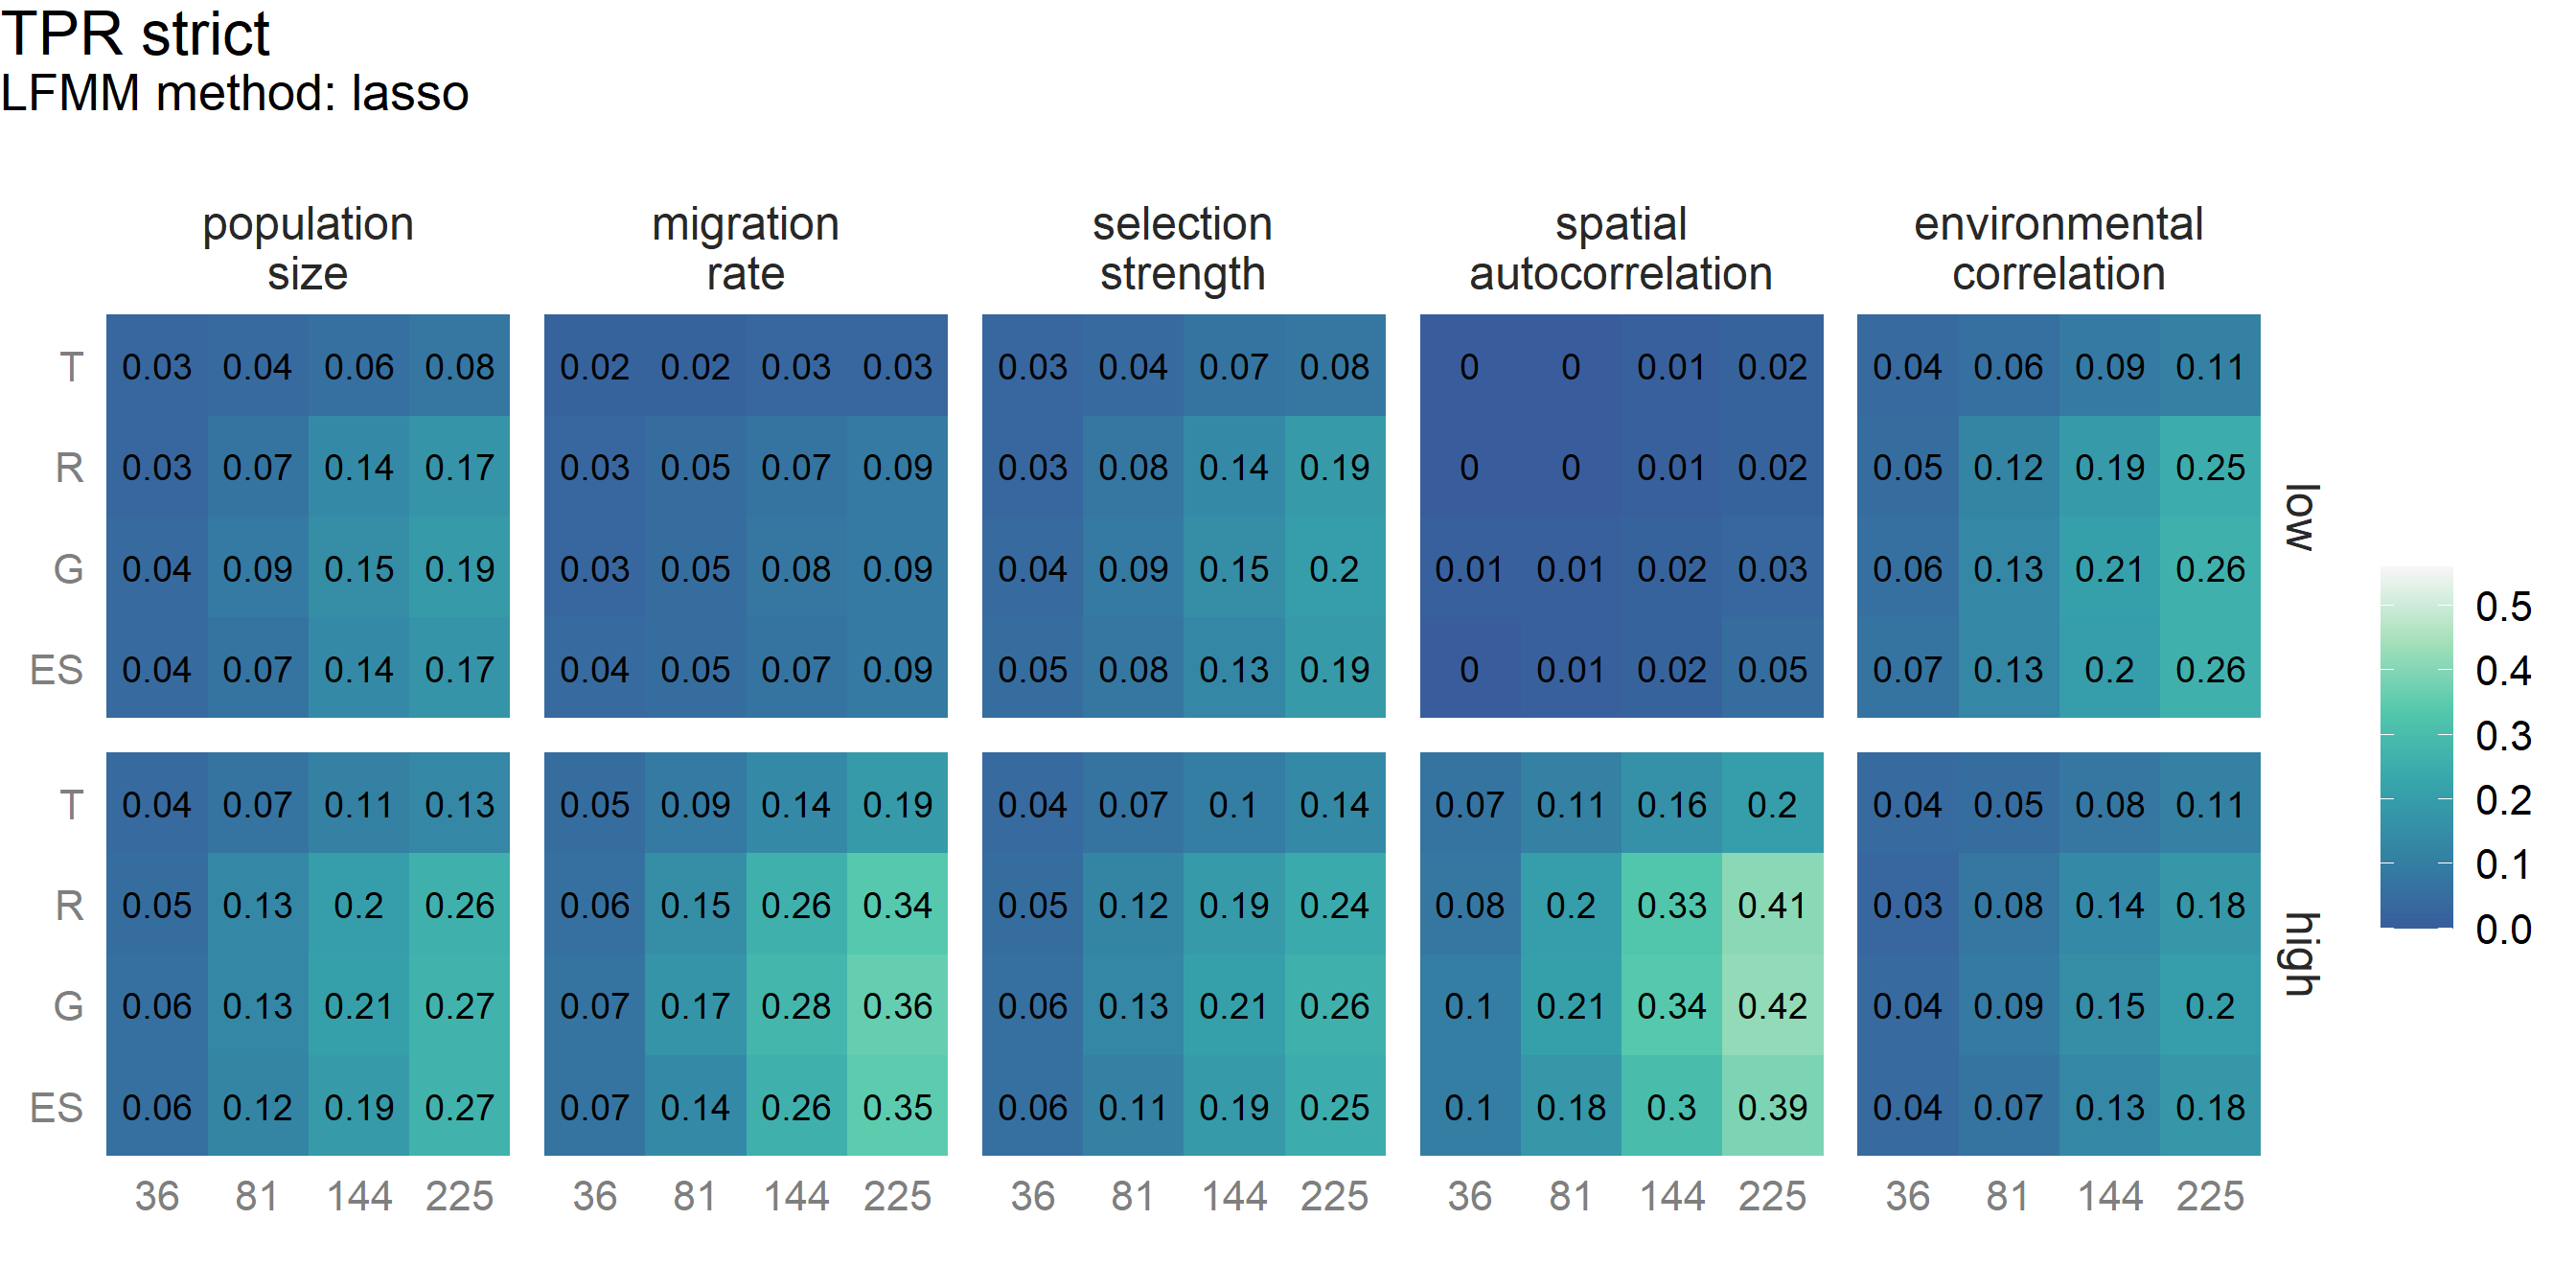 TPR strict
LFMM method: lasso
population size
migration rate
selection strength
spatial autocorrelation
environmental correlation
T 0.03 0.04 0.06 0.08 0.02 0.02 0.03 0.03 0.03 0.04 0.07 0.08 0 0 0.01 0.02 0.04 0.06 0.09 0.11
R 0.03 0.07 0.14 0.17 0.03 0.05 0.07 0.09 0.03 0.08 0.14 0.19 0 0 0.01 0.02 0.05 0.12 0.19 0.25
G 0.04 0.09 0.15 0.19 0.03 0.05 0.08 0.09 0.04 0.09 0.15 0.2 0.01 0.01 0.02 0.03 0.06 0.13 0.21 0.26
ES 0.04 0.07 0.14 0.17 0.04 0.05 0.07 0.09 0.05 0.08 0.13 0.19 0 0.01 0.02 0.05 0.07 0.13 0.2 0.26
low
T 0.04 0.07 0.11 0.13 0.05 0.09 0.14 0.19 0.04 0.07 0.1 0.14 0.07 0.11 0.16 0.2 0.04 0.05 0.08 0.11
R 0.05 0.13 0.2 0.26 0.06 0.15 0.26 0.34 0.05 0.12 0.19 0.24 0.08 0.2 0.33 0.41 0.03 0.08 0.14 0.18
G 0.06 0.13 0.21 0.27 0.07 0.17 0.28 0.36 0.06 0.13 0.21 0.26 0.1 0.21 0.34 0.42 0.04 0.09 0.15 0.2
ES 0.06 0.12 0.19 0.27 0.07 0.14 0.26 0.35 0.06 0.11 0.19 0.25 0.1 0.18 0.3 0.39 0.04 0.07 0.13 0.18
high
36 81 144 225 36 81 144 225 36 81 144 225 36 81 144 225 36 81 144 225
0.5
0.4
0.3
0.2
0.1
0.0